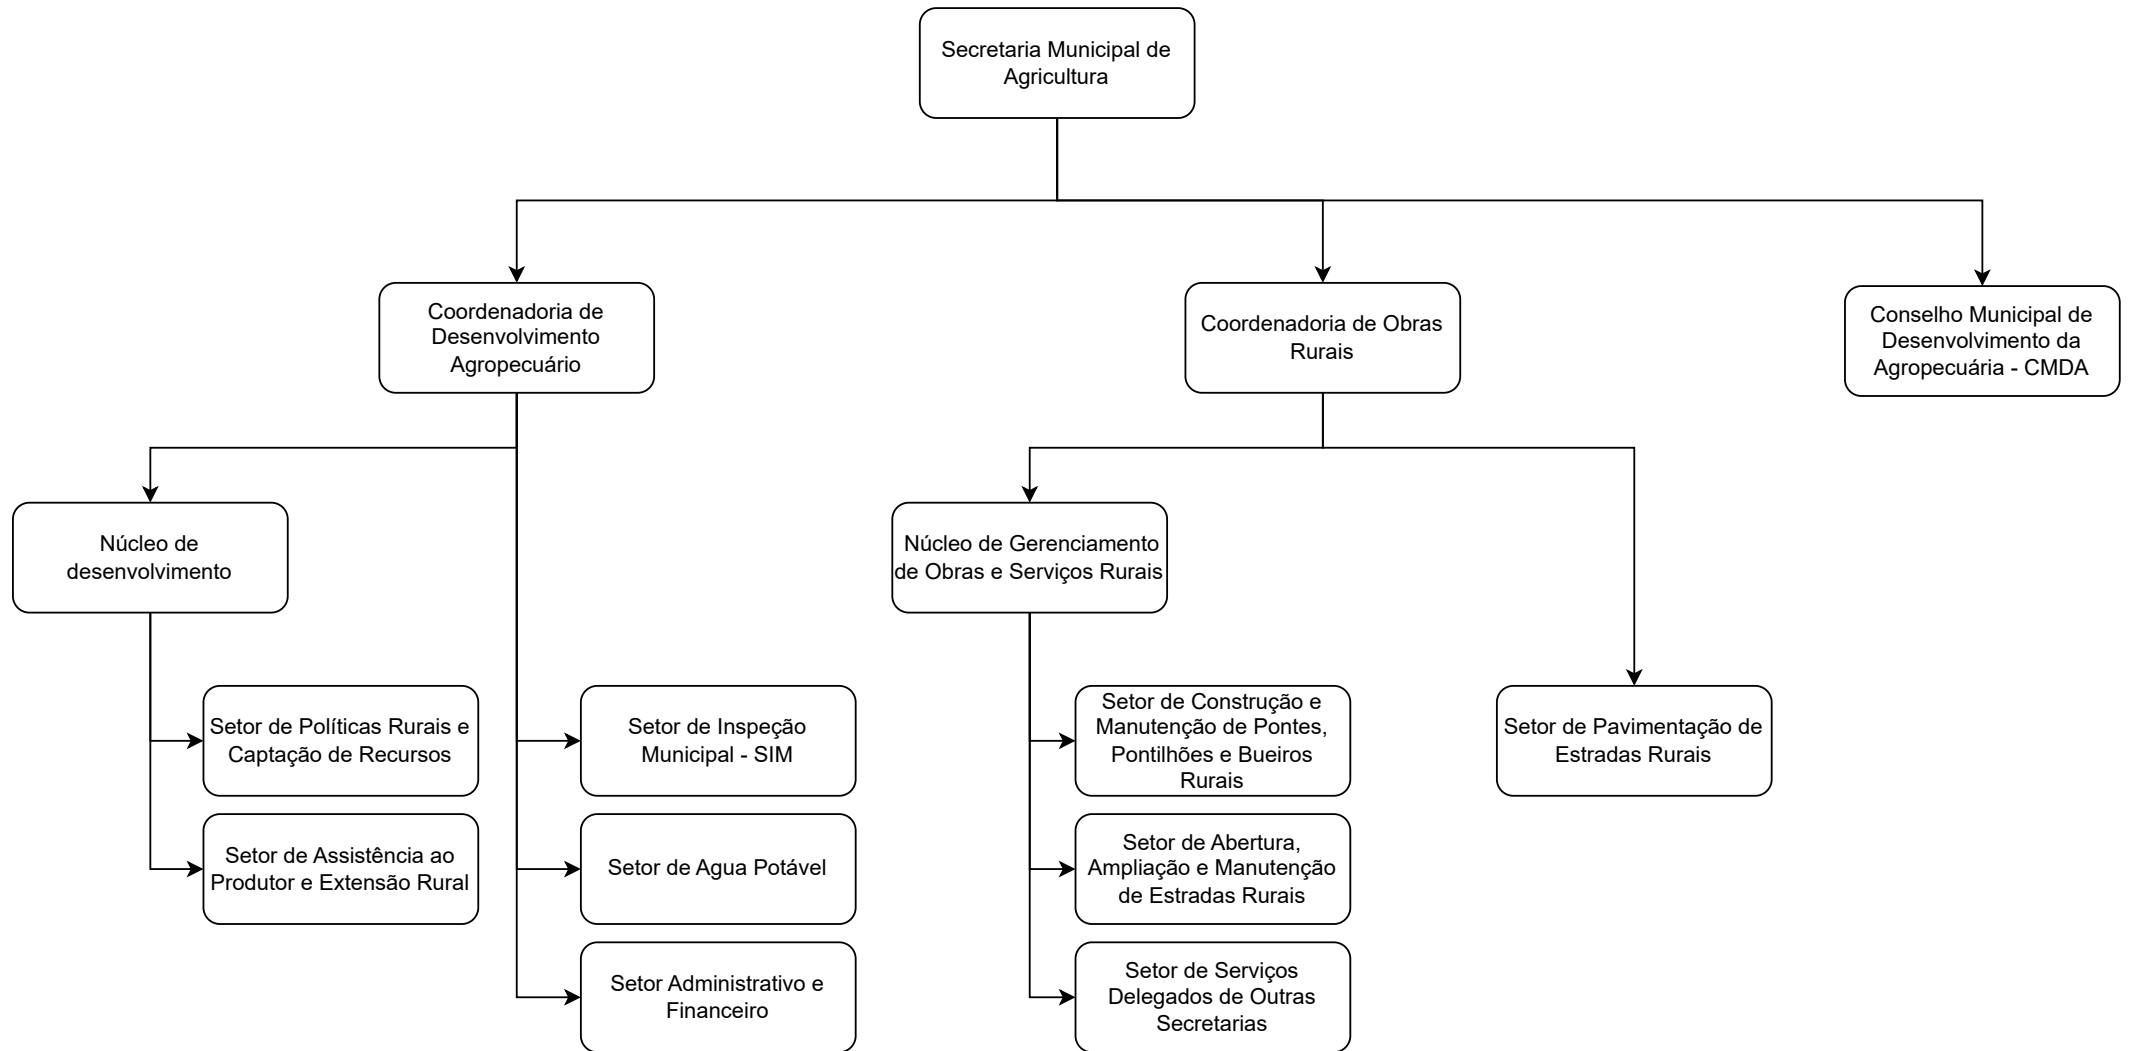 Secretaria Municipal de
Agricultura
Coordenadoria de
Desenvolvimento
Agropecuário
Coordenadoria de Obras
Rurais
Conselho Municipal de
Desenvolvimento da
Agropecuária - CMDA
Núcleo de
desenvolvimento
Núcleo de Gerenciamento
de Obras e Serviços Rurais
Setor de Políticas Rurais e
Captação de Recursos
Setor de Inspeção
Municipal - SIM
Setor de Construção e
Manutenção de Pontes,
Pontilhões e Bueiros
Rurais
Setor de Pavimentação de
Estradas Rurais
Setor de Assistência ao
Produtor e Extensão Rural
Setor de Agua Potável
Setor de Abertura,
Ampliação e Manutenção
de Estradas Rurais
Setor Administrativo e
Financeiro
Setor de Serviços
Delegados de Outras
Secretarias